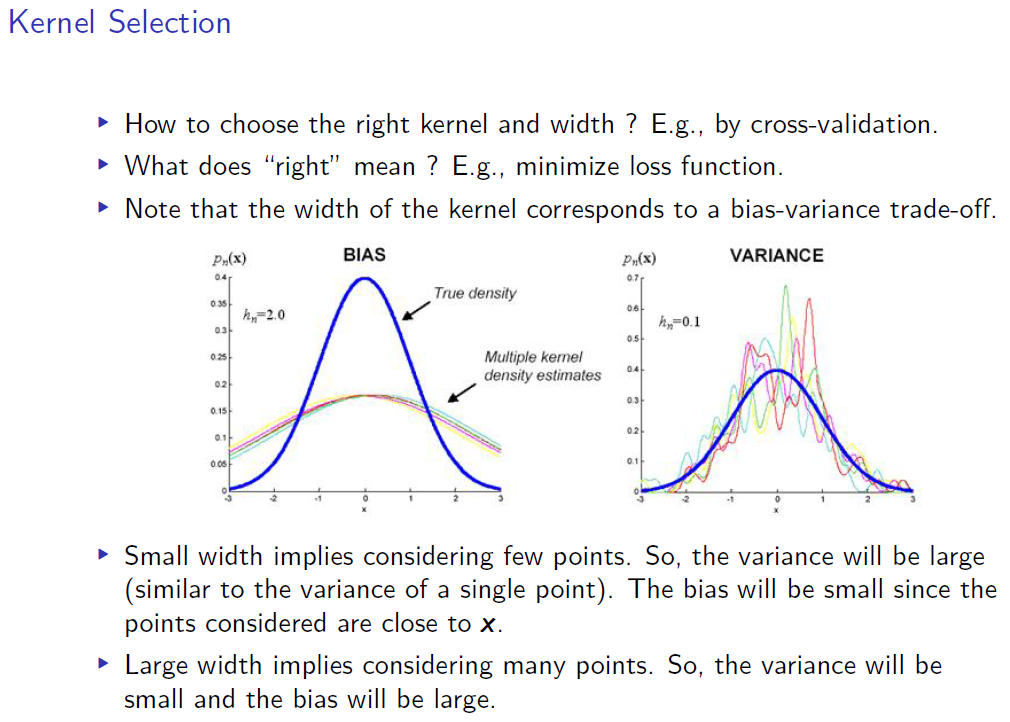 Kernel Selection
▶ How to choose the right kernel and width ? E.g., by cross-validation.
▶ What does “right” mean ? E.g., minimize loss function.
▶ Note that the width of the kernel corresponds to a bias-variance trade-off.
pn(x)
BIAS
0.4
0.35
0.3
0.25
0.2
0.15
0.1
0.05
0
hn=2.0
True density
Multiple kernel
density estimates
-3 -2 -1 0 1 2 3
x
pn(x)
VARIANCE
0.7
0.6
0.5
0.4
0.3
0.2
0.1
0
hn=0.1
-3 -2 -1 0 1 2 3
x
▶ Small width implies considering few points. So, the variance will be large
(similar to the variance of a single point). The bias will be small since the
points considered are close to x.
▶ Large width implies considering many points. So, the variance will be
small and the bias will be large.